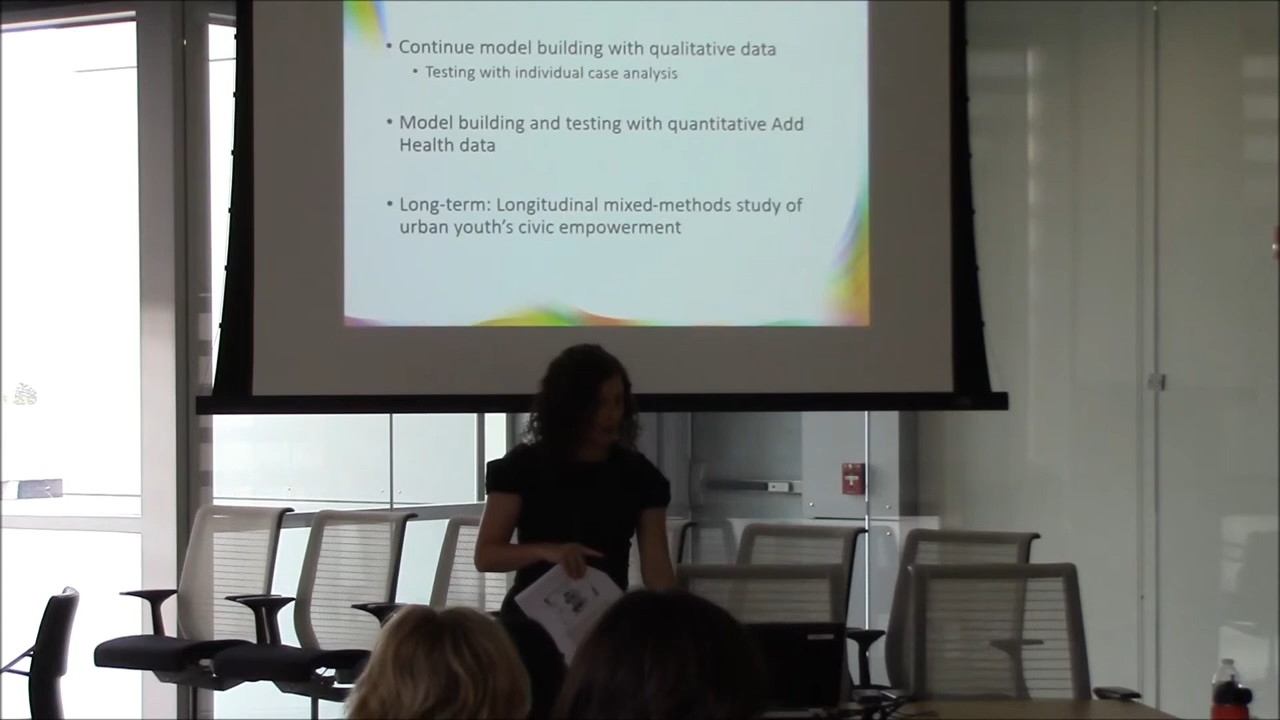 • Continue model building with qualitative data
• Testing with individual case analysis
• Model building and testing with quantitative Add
Health data
• Long-term: Longitudinal mixed-methods study of
urban youth's civic empowerment